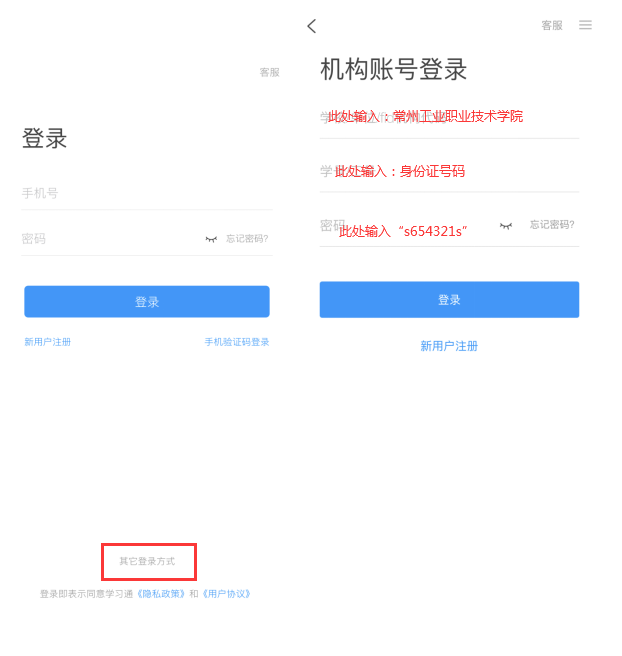 客服
登录
手机号
密码
忘记密码?
登录
新用户注册
手机验证码登录
其它登录方式
登录即表示同意学习通《隐私政策》和《用户协议》
客服
机构账号登录
此处输入：常州工业职业技术学院
此处输入：身份证号码
密码
此处输入“s654321s”
忘记密码?
登录
新用户注册